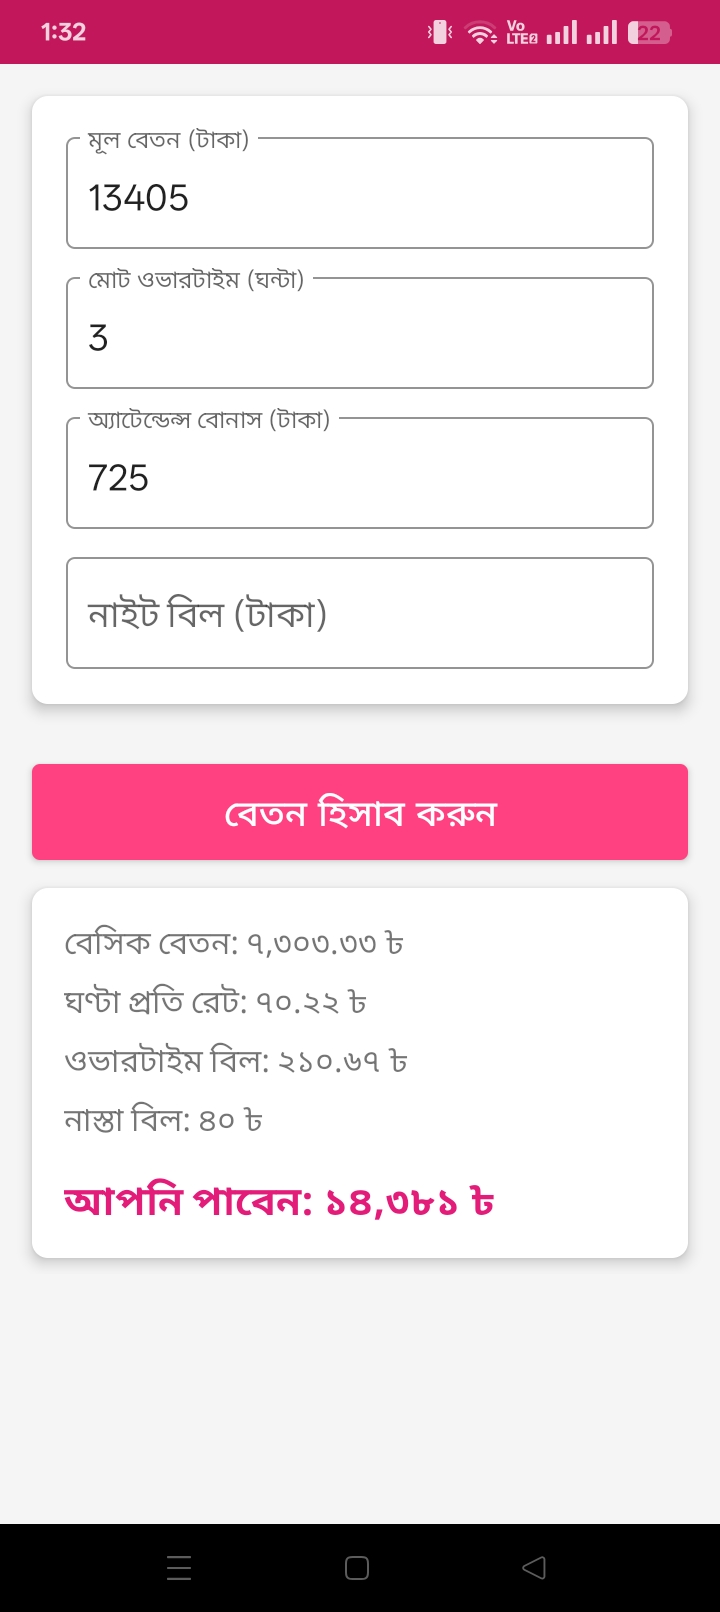 1:32
Vo
LTE2
22
মূল বেতন (টাকা)
13405
মোট ওভারটাইম (ঘন্টা)
3
অ্যাটেন্ডেন্স বোনাস (টাকা)
725
নাইট বিল (টাকা)
বেতন হিসাব করুন
বেসিক বেতন: ৭,৩০৩.৩৩ ৳
ঘণ্টা প্রতি রেট: ৭০.২২ ৳
ওভারটাইম বিল: ২১০.৬৭ ৳
নাস্তা বিল: ৪০ ৳
আপনি পাবেন: ১৪,৩৮১ ৳